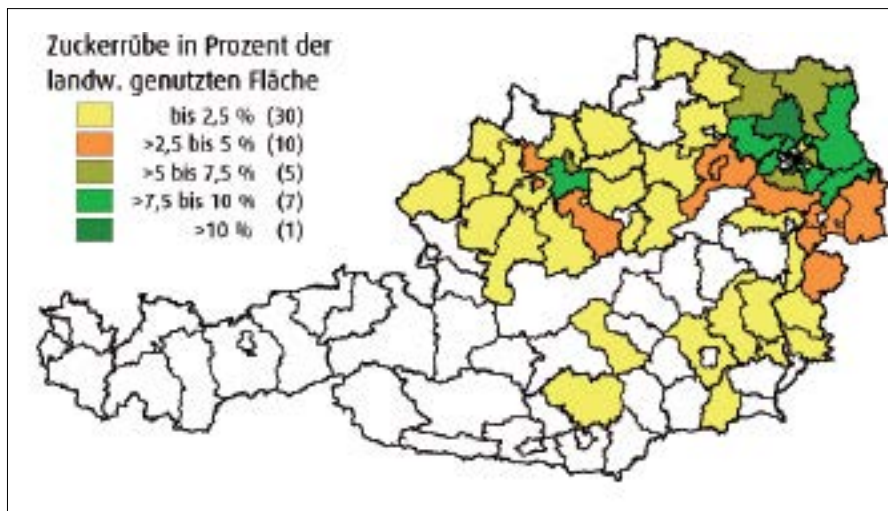 Zuckerrübe in Prozent der
landw. genutzten Fläche
bis 2,5 % (30)
>2,5 bis 5 % (10)
>5 bis 7,5 % (5)
>7,5 bis 10 % (7)
>10 % (1)